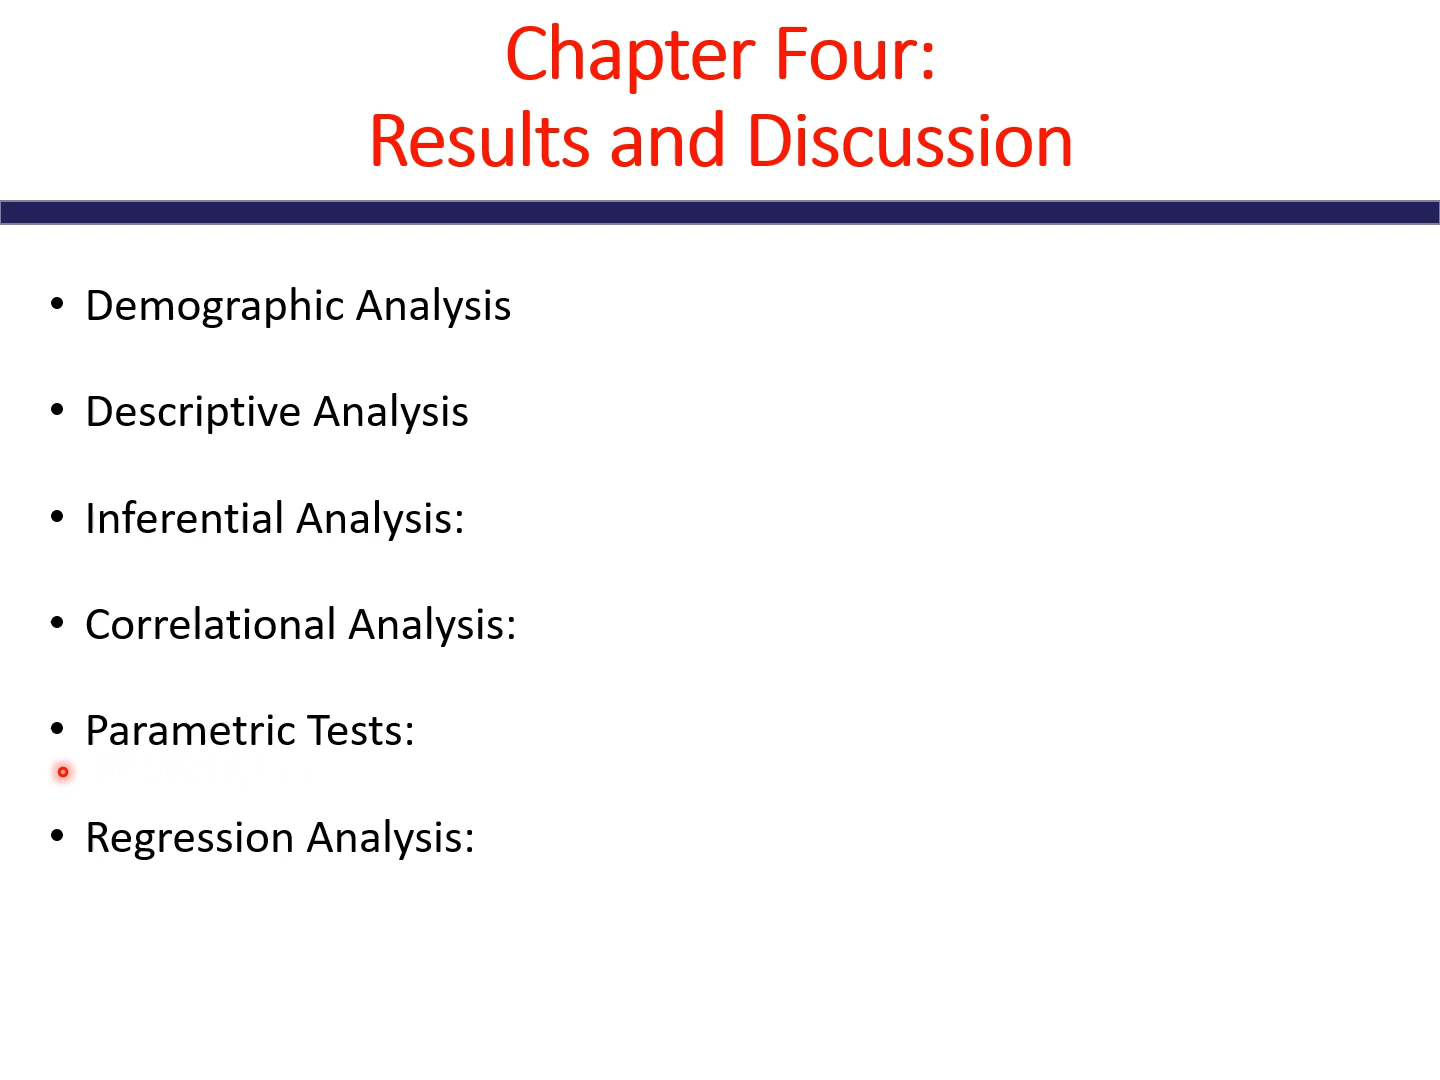 Chapter Four:
Results and Discussion
• Demographic Analysis
• Descriptive Analysis
• Inferential Analysis:
• Correlational Analysis:
• Parametric Tests:
• Regression Analysis: